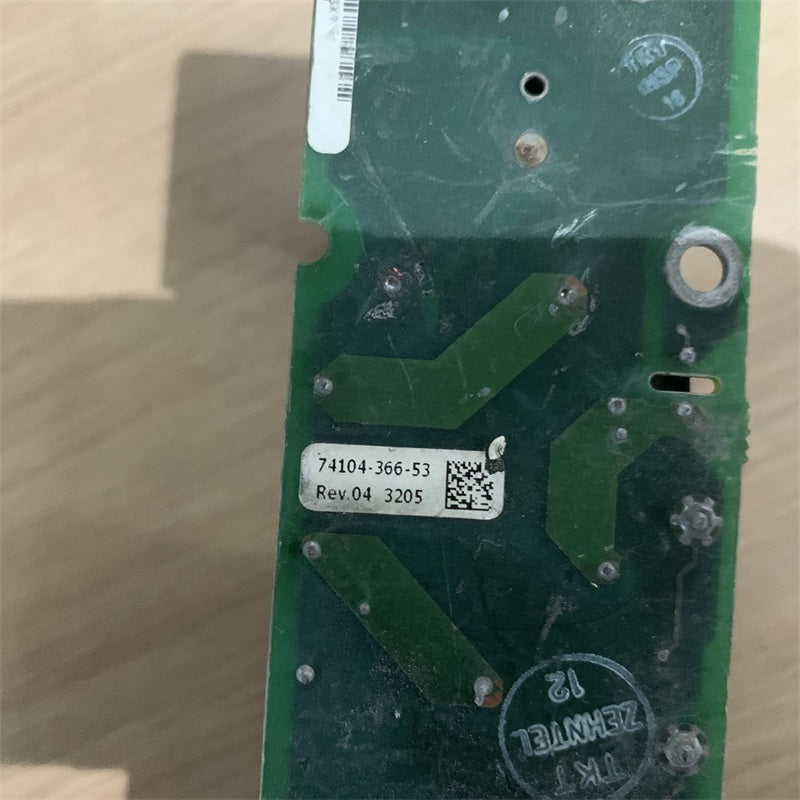 74104-366-53
Rev.04 3205
TKT
ZEHNTEL
12